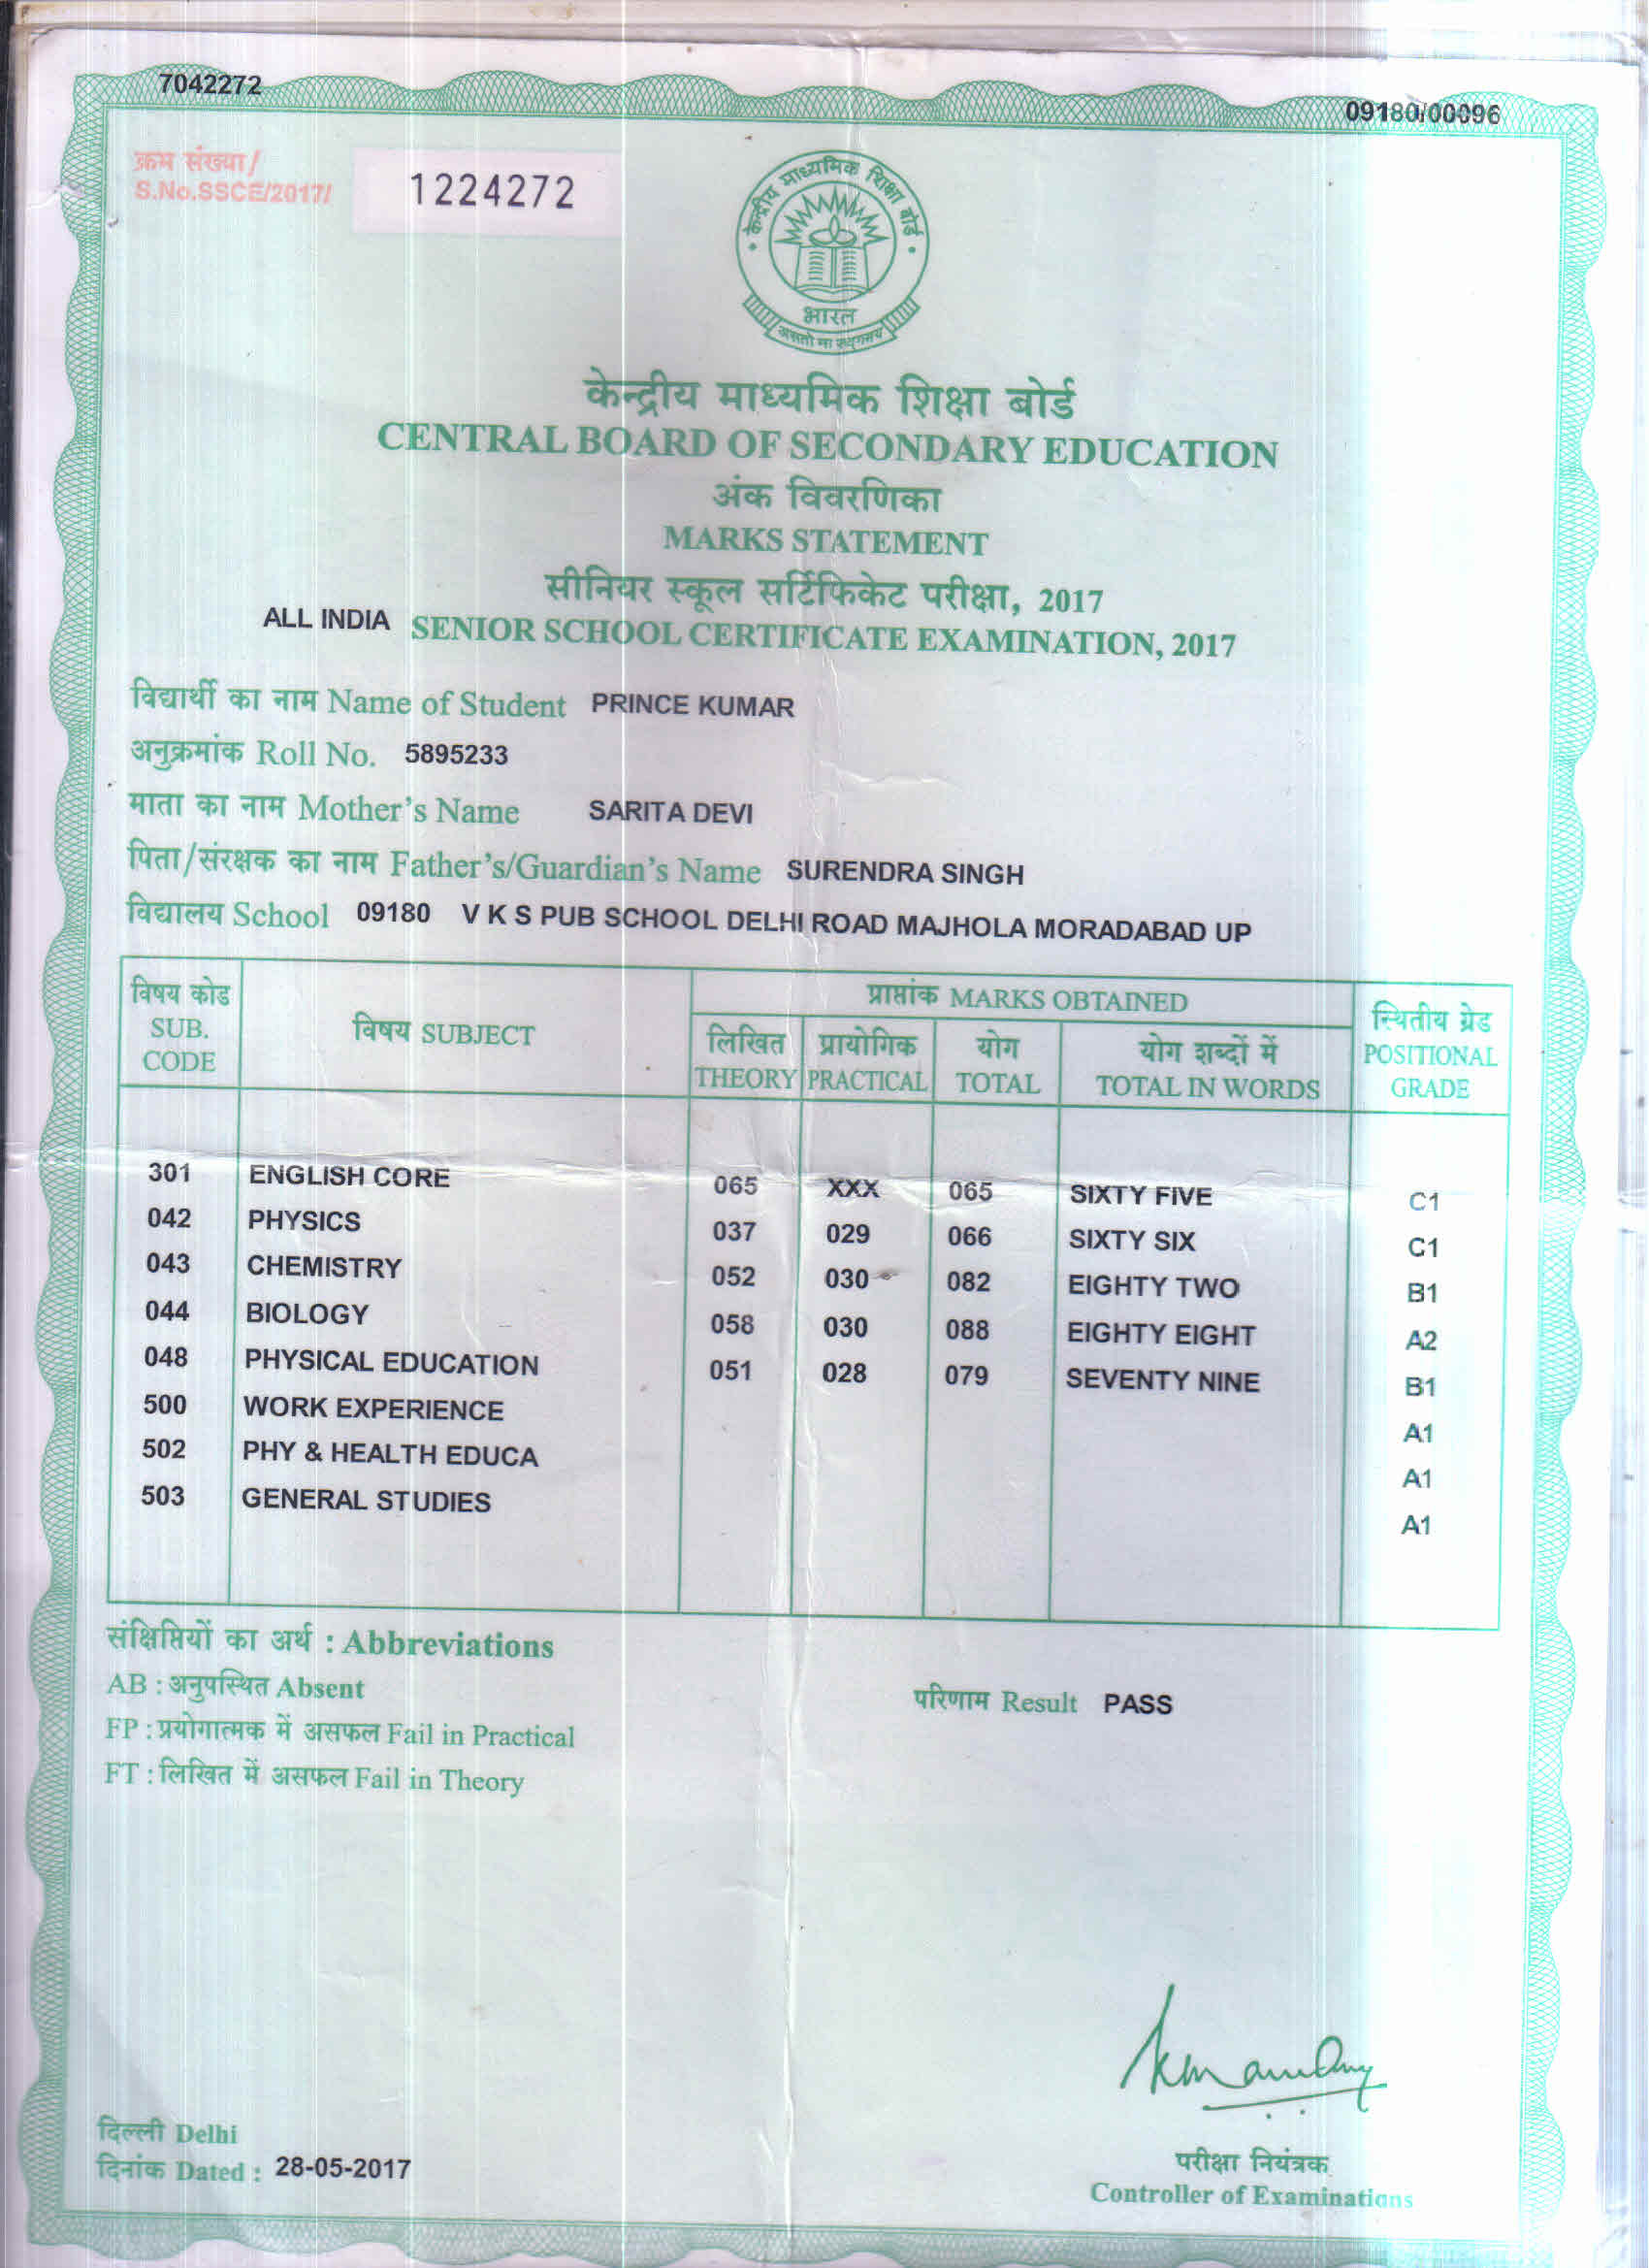 7042272
09180/00096
क्रम संख्या/
S.No.SSCE/2017/ 1224272
केन्द्रीय माध्यमिक शिक्षा बोर्ड
भारत
असतो मा सद्गमय
केन्द्रीय माध्यमिक शिक्षा बोर्ड
CENTRAL BOARD OF SECONDARY EDUCATION
अंक विवरणिका
MARKS STATEMENT
सीनियर स्कूल सर्टिफिकेट परीक्षा, 2017
ALL INDIA SENIOR SCHOOL CERTIFICATE EXAMINATION, 2017
विद्यार्थी का नाम Name of Student PRINCE KUMAR
अनुक्रमांक Roll No. 5895233
माता का नाम Mother's Name SARITA DEVI
पिता/संरक्षक का नाम Father's/Guardian's Name SURENDRA SINGH
विद्यालय School 09180 V K S PUB SCHOOL DELHI ROAD MAJHOLA MORADABAD UP
विषय कोड SUB. CODE विषय SUBJECT प्राप्तांक MARKS OBTAINED स्थितीय ग्रेड POSITIONAL GRADE
लिखित THEORY प्रायोगिक PRACTICAL योग TOTAL योग शब्दों में TOTAL IN WORDS
301 ENGLISH CORE 065 XXX 065 SIXTY FIVE C1
042 PHYSICS 037 029 066 SIXTY SIX C1
043 CHEMISTRY 052 030 082 EIGHTY TWO B1
044 BIOLOGY 058 030 088 EIGHTY EIGHT A2
048 PHYSICAL EDUCATION 051 028 079 SEVENTY NINE B1
500 WORK EXPERIENCE A1
502 PHY & HEALTH EDUCA A1
503 GENERAL STUDIES A1
संक्षिप्तियों का अर्थ : Abbreviations
AB : अनुपस्थित Absent
परिणाम Result PASS
FP : प्रयोगात्मक में असफल Fail in Practical
FT : लिखित में असफल Fail in Theory
दिल्ली Delhi
दिनांक Dated : 28-05-2017
परीक्षा नियंत्रक
Controller of Examinations